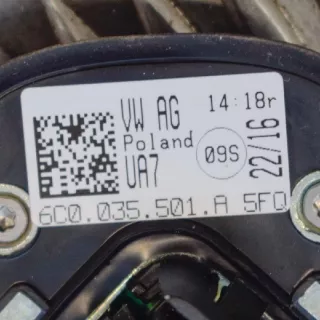 VW AG 14:18r
Poland
UA7
09S
22/16
6C0.035.501.A 5FQ